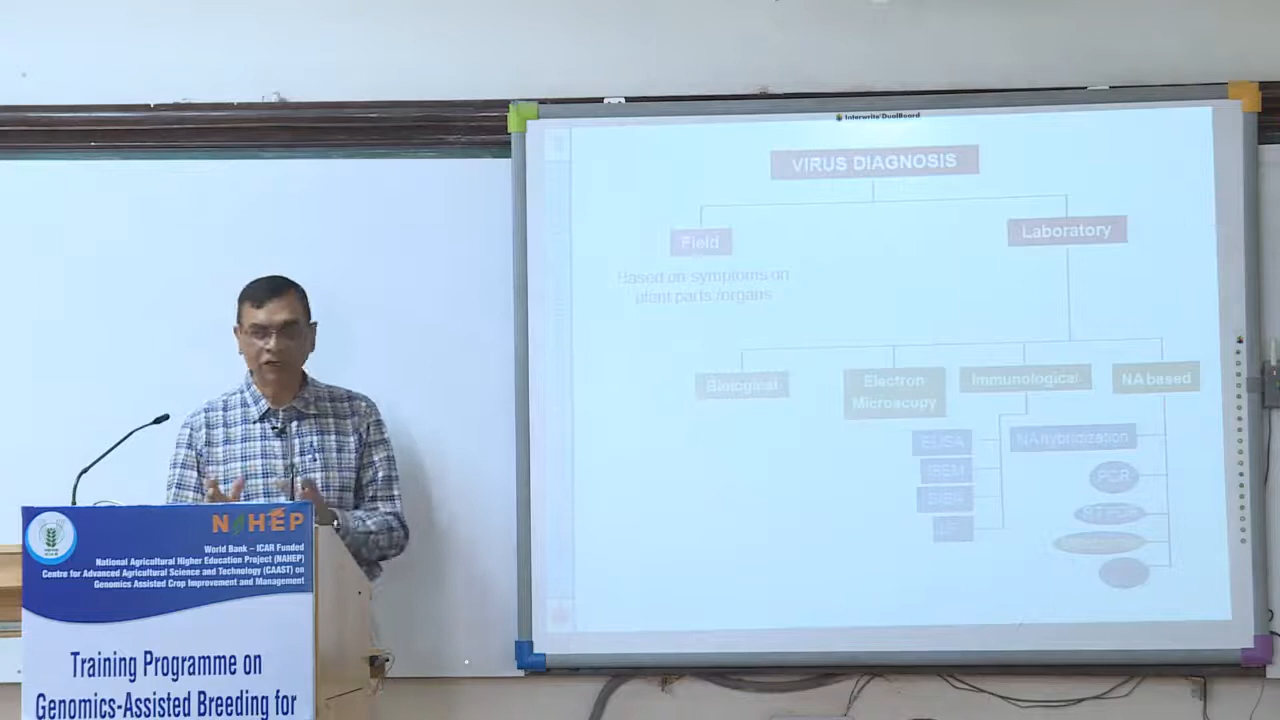 Interwrite DualBoard
VIRUS DIAGNOSIS
Field
Laboratory
Based on symptoms on
plant parts /organs
Biological
Electron
Microscopy
Immunological
NA based
ELISA
NA hybridization
ISEM
PCR
NAHEP
World Bank – ICAR Funded
National Agricultural Higher Education Project (NAHEP)
Centre for Advanced Agricultural Science and Technology (CAAST) on
Genomics Assisted Crop Improvement and Management
Training Programme on
Genomics-Assisted Breeding for